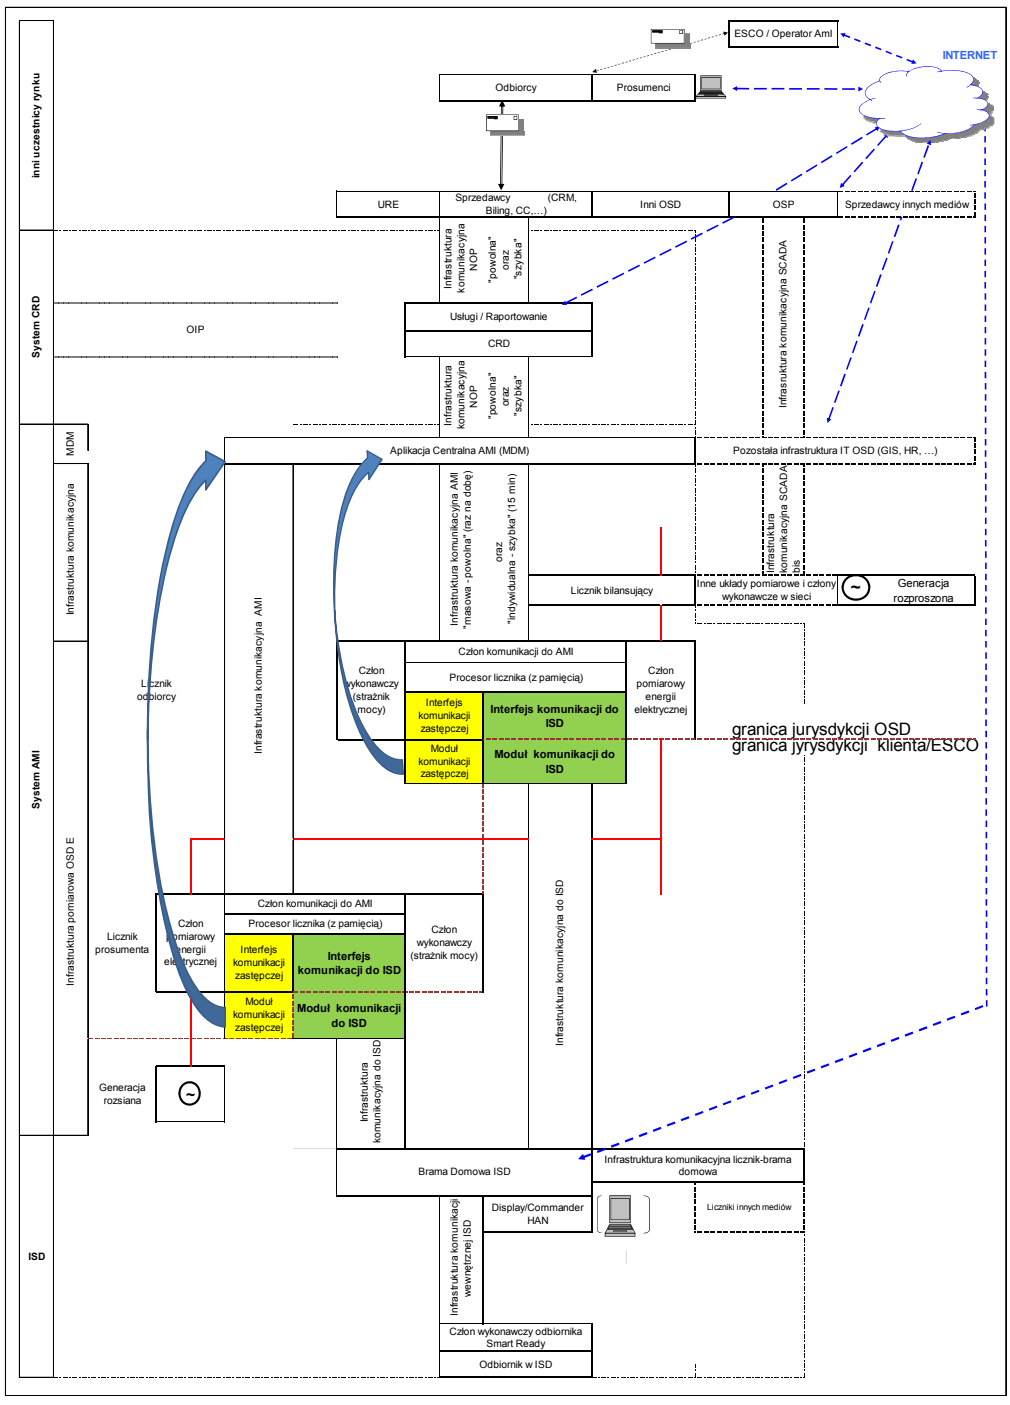 ESCO / Operator AmI
INTERNET
Odbiorcy
Prosumenci
inni uczestnicy rynku
URE
Sprzedawcy (CRM,
Biling, CC,...)
Inni OSD
OSP
Sprzedawcy innych mediów
System CRD
Infrastruktura
komunikacyjna
NOP
"powolna"
oraz
"szybka"
Infrasruktura komunikacyjna SCADA
OIP
Usługi / Raportowanie
CRD
Infrastruktura
komunikacyjna
NOP
"powolna"
oraz
"szybka"
MDM
Aplikacja Centralna AMI (MDM)
Pozostała infrastruktura IT OSD (GIS, HR, ...)
System AMI
Infrastruktura komunikacyjna
Infrastruktura komunikacyjna AMI
Infrastruktura komunikacyjna AMI
"masowa - powolna" (raz na dobę)
oraz
"indywidualna - szybka" (15 min)
Infrastruktura
komunikacyjna SCADA
bis
Licznik bilansujący
Inne układy pomiarowe i człony
wykonawcze w sieci
~
Generacja
rozproszona
Infrastruktura pomiarowa OSD E
Licznik
odbiorcy
Człon
wykonawczy
(strażnik
mocy)
Człon komunikacji do AMI
Procesor licznika (z pamięcią)
Interfejs
komunikacji
zastępczej
Interfejs komunikacji do
ISD
Człon
pomiarowy
energii
elektrycznej
Moduł
komunikacji
zastępczej
Moduł komunikacji do
ISD
granica jurysdykcji OSD
granica jyrysdykcji klienta/ESCO
Infrastruktura komunikacyjna do ISD
Licznik
prosumenta
Człon
pomiarowy
energii
elektrycznej
Człon komunikacji do AMI
Procesor licznika (z pamięcią)
Interfejs
komunikacji
zastępczej
Interfejs
komunikacji do ISD
Człon
wykonawczy
(strażnik mocy)
Moduł
komunikacji
zastępczej
Moduł komunikacji
do ISD
Infrastruktura
komunikacyjna do ISD
Generacja
rozsiana
~
ISD
Brama Domowa ISD
Infrastruktura komunikacyjna licznik-brama
domowa
Infrastruktura komunikacji
wewnętrznej ISD
Display/Commander
HAN
Liczniki innych mediów
Człon wykonawczy odbiornika
Smart Ready
Odbiornik w ISD